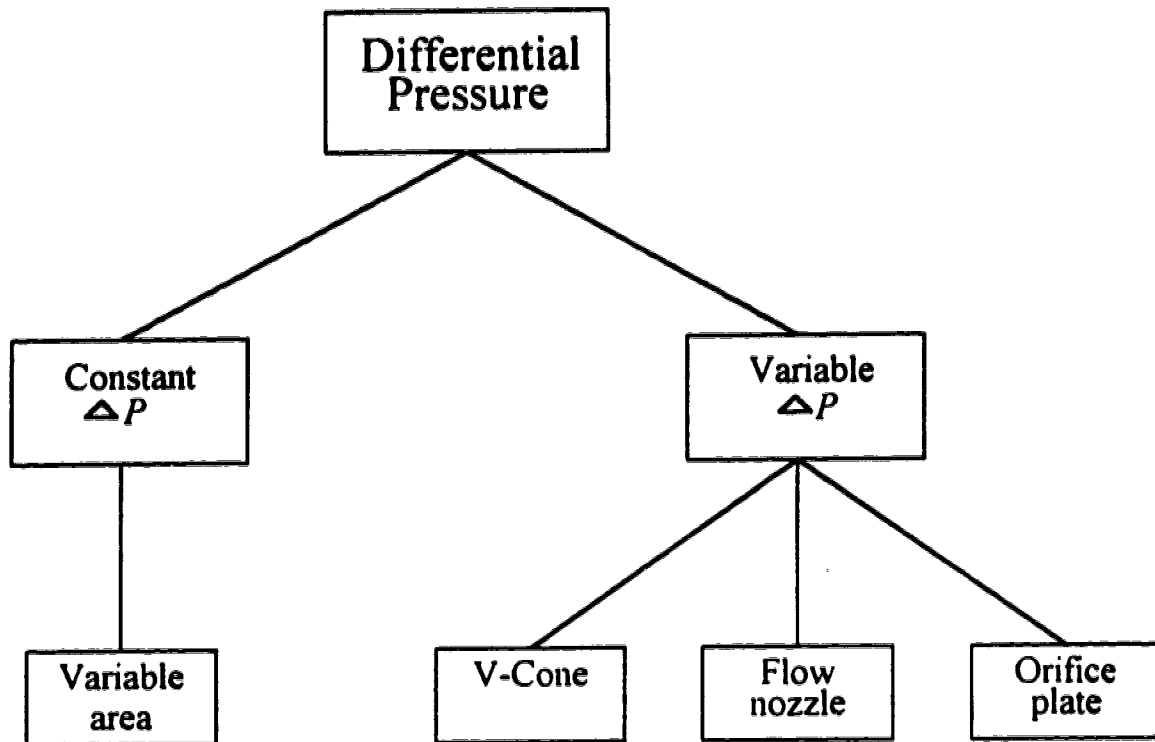 Differential
Pressure
Constant
△P
Variable
△P
Variable
area
V-Cone
Flow
nozzle
Orifice
plate